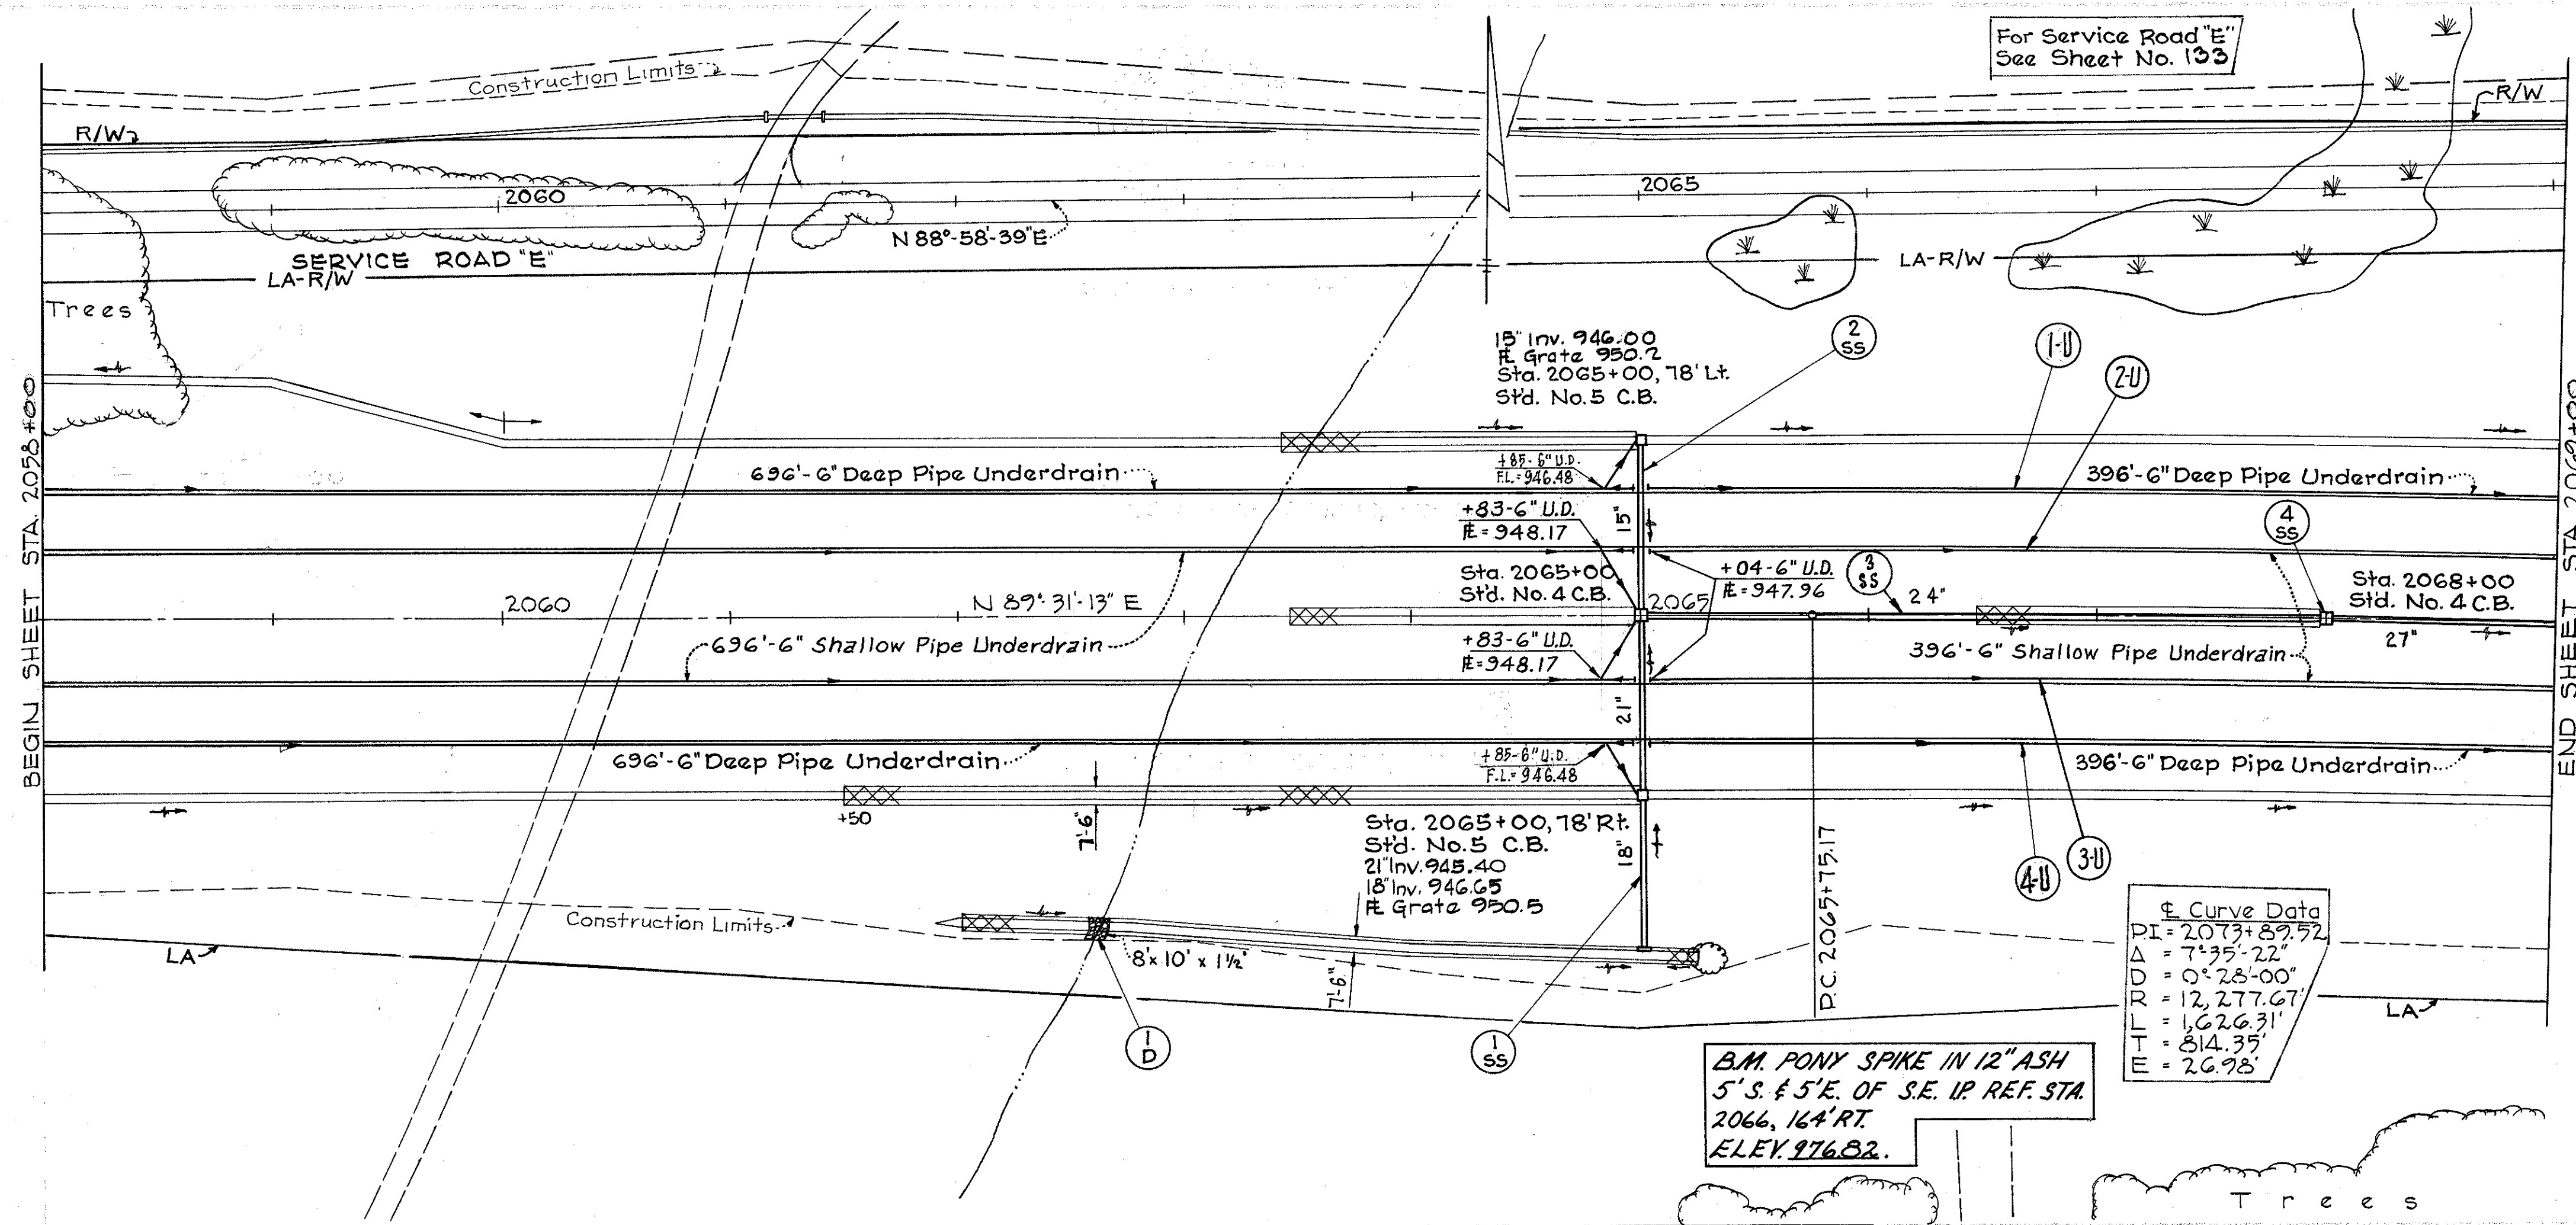 For Service Road "E"
See Sheet No. 133
Construction Limits
R/W
R/W
2060
2065
N 88°-58'-39" E
SERVICE ROAD "E"
LA-R/W
LA-R/W
Trees
15" Inv. 946.00
Grate 950.2
Sta. 2065+00, 78' Lt.
St'd. No. 5 C.B.
2
SS
1-U
2-U
BEGIN SHEET STA. 2058+00
END SHEET STA. 2069+00
696'-6" Deep Pipe Underdrain
+85-6" U.D.
F.L.= 946.48
396'-6" Deep Pipe Underdrain
+83-6" U.D.
= 948.17
15"
4
SS
Sta. 2065+00
St'd. No. 4 C.B.
+04-6" U.D.
= 947.96
3
SS
24"
Sta. 2068+00
St'd. No. 4 C.B.
2060
N 89°-31'-13" E
2065
27"
696'-6" Shallow Pipe Underdrain
+83-6" U.D.
= 948.17
396'-6" Shallow Pipe Underdrain
21"
696'-6" Deep Pipe Underdrain
+85-6" U.D.
F.L.= 946.48
396'-6" Deep Pipe Underdrain
+50
7'-6"
Sta. 2065+00, 78' Rt.
St'd. No. 5 C.B.
21" Inv. 945.40
18" Inv. 946.65
Grate 950.5
18"
P.C. 2065+75.17
4-U
3-U
Construction Limits
LA
8' x 10' x 1½'
7'-6"
℄ Curve Data
P.I. = 2073+89.52
Δ = 7°-35'-22"
D = 0°-28'-00"
R = 12,277.67'
L = 1,626.31'
T = 814.35'
E = 26.98'
LA
1
D
1
SS
B.M. PONY SPIKE IN 12" ASH
5' S. & 5' E. OF S.E. I.P. REF. STA.
2066, 164' RT.
ELEV. 976.82.
Trees